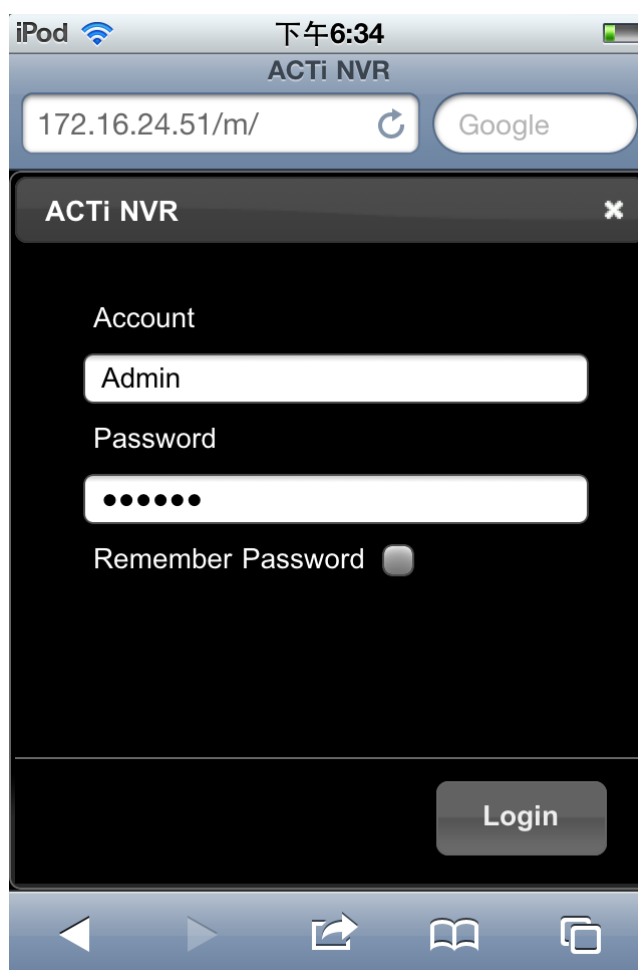 iPod 下午6:34
ACTi NVR
172.16.24.51/m/ Google
ACTi NVR
Account
Admin
Password
••••••
Remember Password
Login